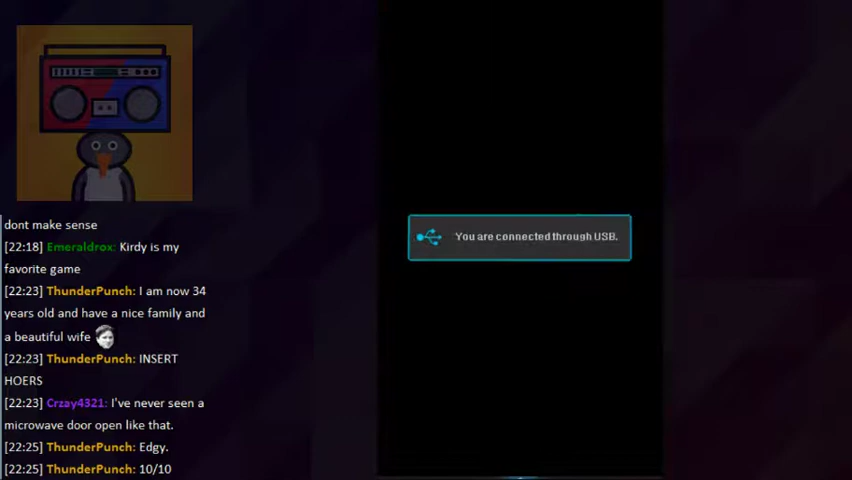 dont make sense
[22:18] Emeraldrox: Kirdy is my
favorite game
[22:23] ThunderPunch: I am now 34
years old and have a nice family and
a beautiful wife
[22:23] ThunderPunch: INSERT
HOERS
[22:23] Crzay4321: I've never seen a
microwave door open like that.
[22:25] ThunderPunch: Edgy.
[22:25] ThunderPunch: 10/10
You are connected through USB.